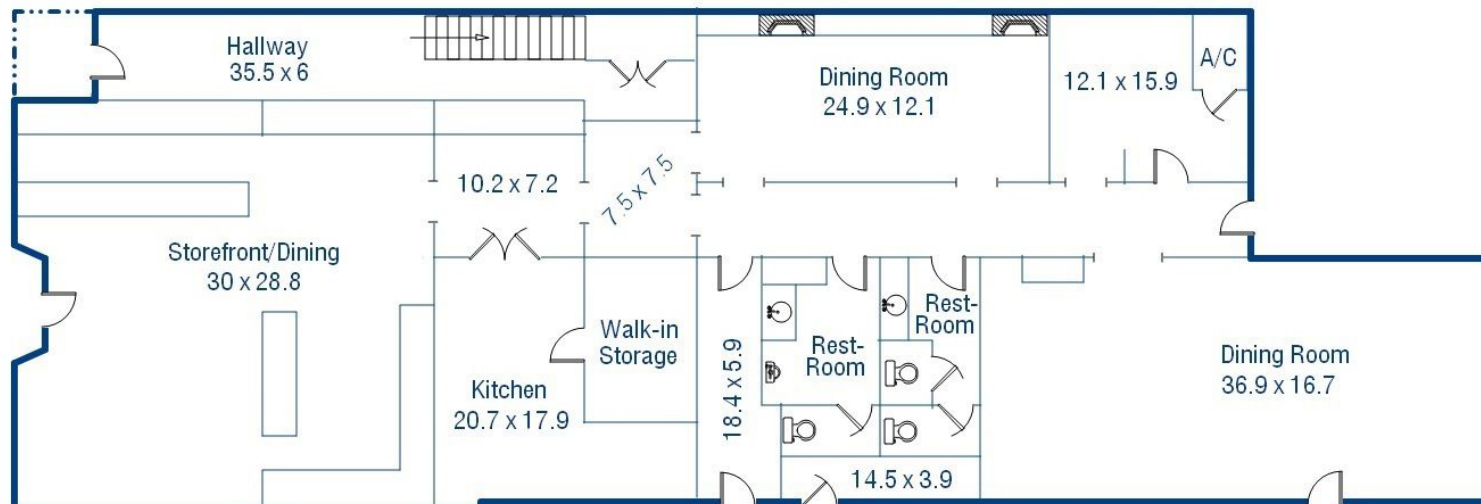 Hallway
35.5 x 6
Dining Room
24.9 x 12.1
12.1 x 15.9
A/C
10.2 x 7.2
7.5 x 7.5
Storefront/Dining
30 x 28.8
Walk-in
Storage
Kitchen
20.7 x 17.9
18.4 x 5.9
Rest-
Room
Rest-
Room
14.5 x 3.9
Dining Room
36.9 x 16.7